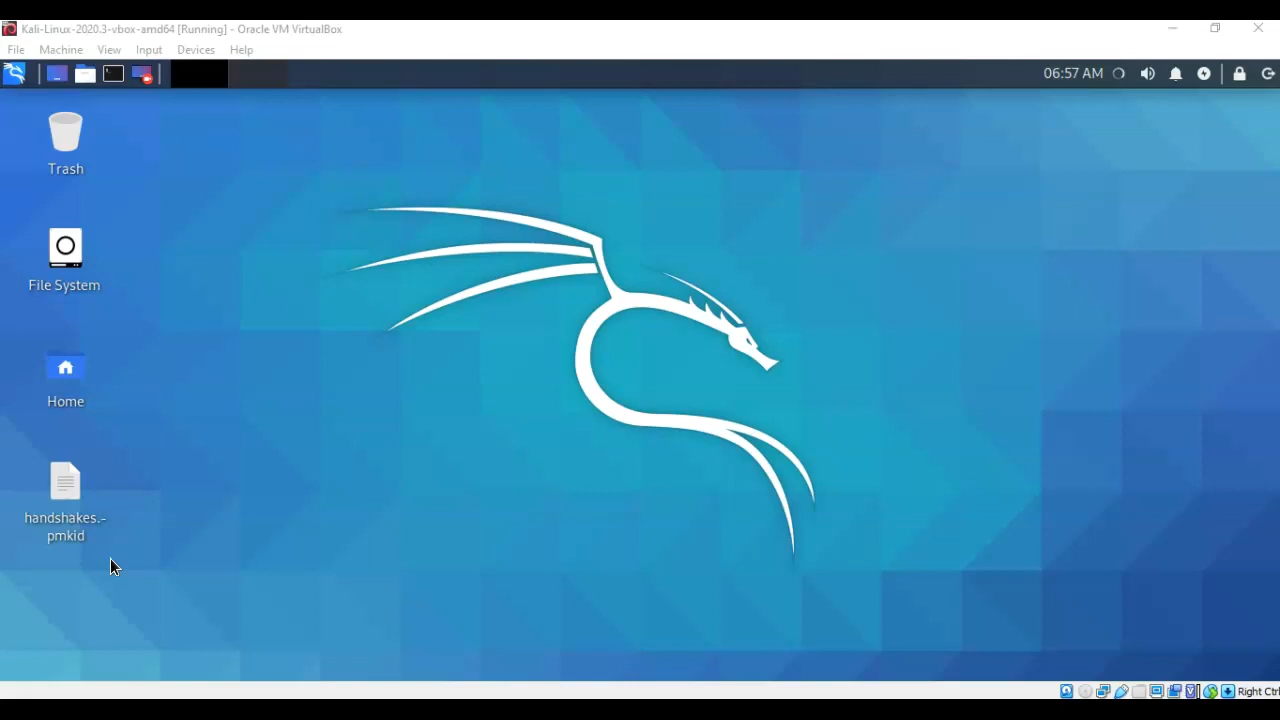 Kali-Linux-2020.3-vbox-amd64 [Running] - Oracle VM VirtualBox
File Machine View Input Devices Help
06:57 AM
Trash
File System
Home
handshakes.-
pmkid
Right Ctrl